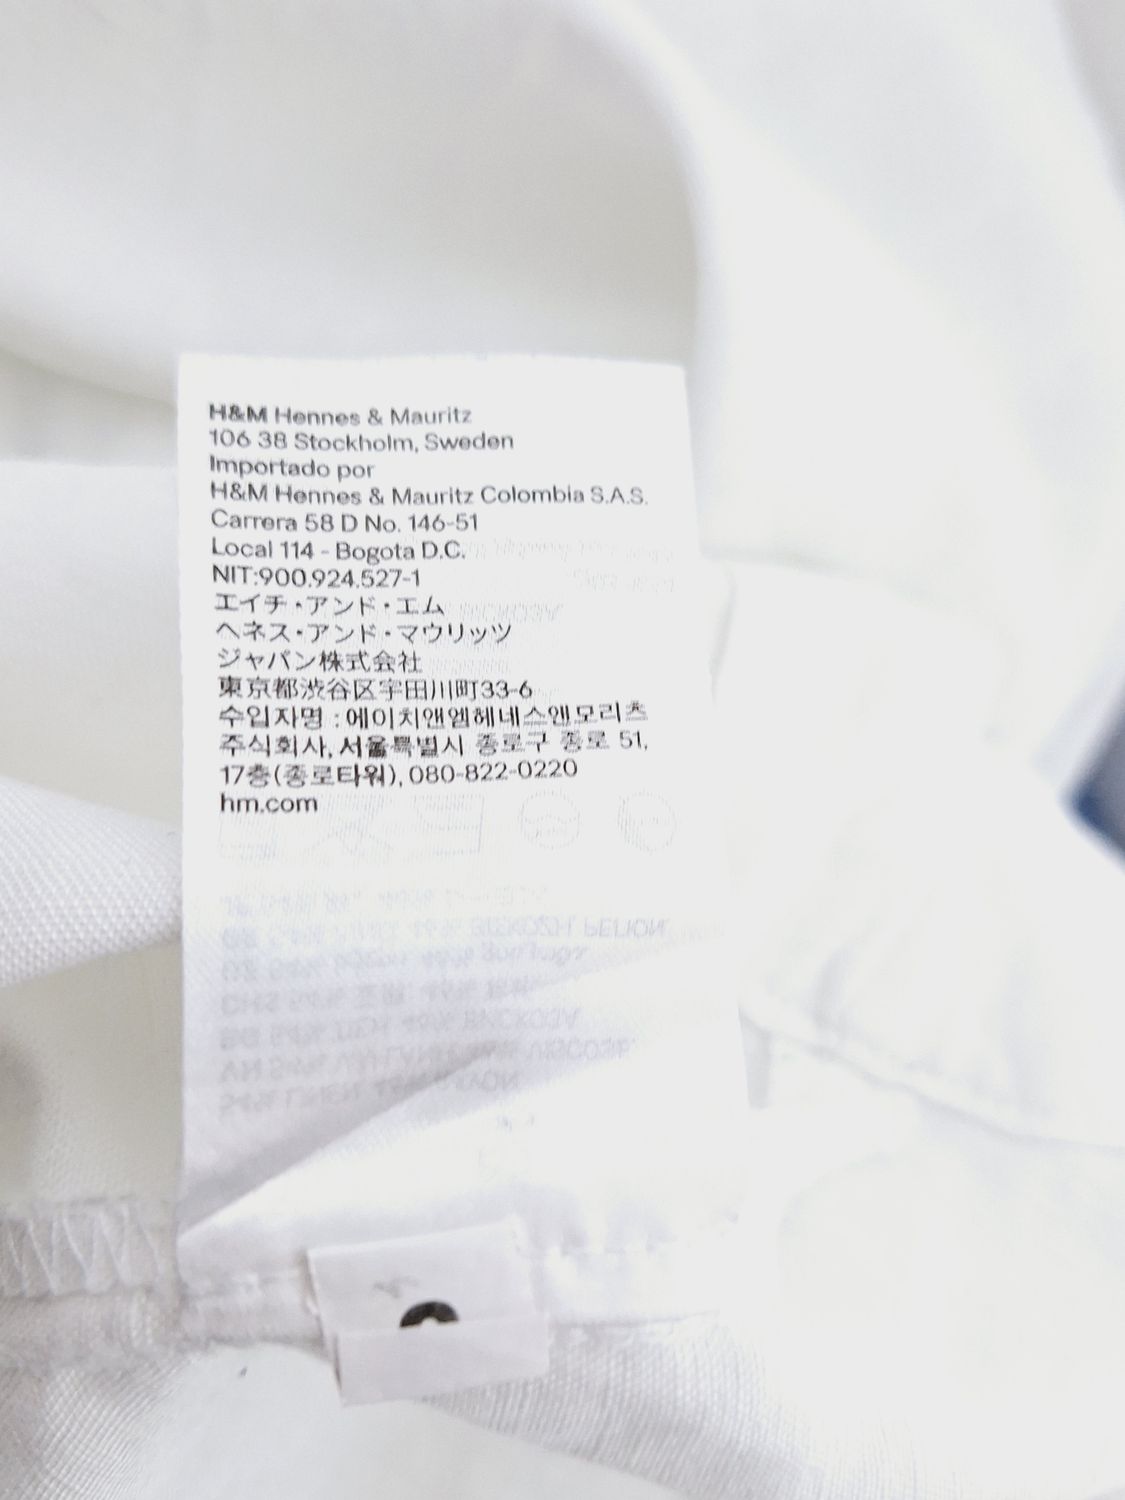 H&M Hennes & Mauritz
106 38 Stockholm, Sweden
Importado por
H&M Hennes & Mauritz Colombia S.A.S.
Carrera 58 D No. 146-51
Local 114 - Bogota D.C.
NIT:900.924.527-1
エイチ・アンド・エム
ヘネス・アンド・マウリッツ
ジャパン株式会社
東京都渋谷区宇田川町33-6
수입자명 : 에이치앤엠헤네스앤모리츠
주식회사, 서울특별시 종로구 종로 51,
17층(종로타워), 080-822-0220
hm.com